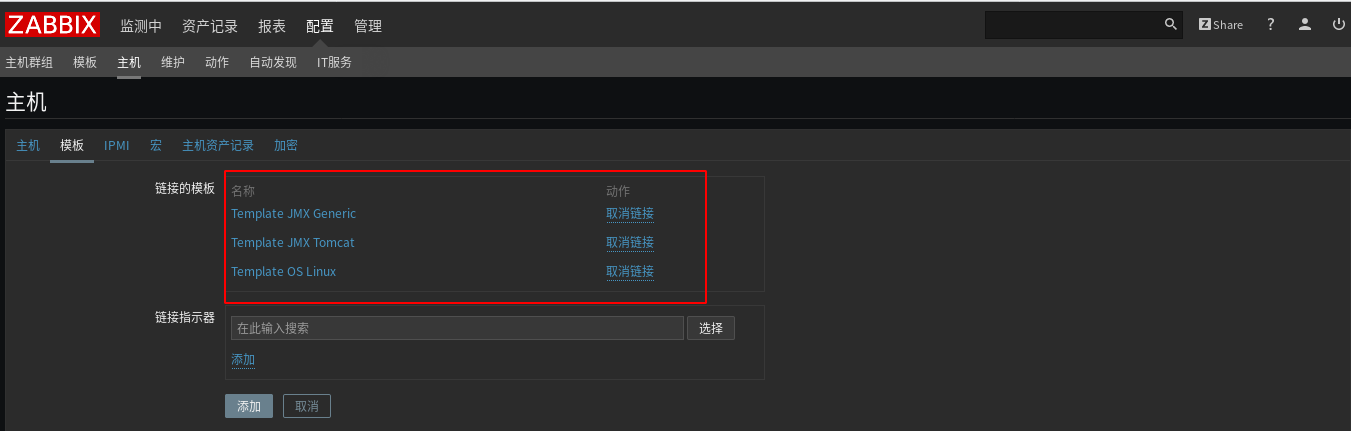 ZABBIX 监测中 资产记录 报表 配置 管理 Z Share ?
主机群组 模板 主机 维护 动作 自动发现 IT服务
主机
主机 模板 IPMI 宏 主机资产记录 加密
链接的模板 名称 动作
Template JMX Generic 取消链接
Template JMX Tomcat 取消链接
Template OS Linux 取消链接
链接指示器
在此输入搜索 选择
添加
添加 取消